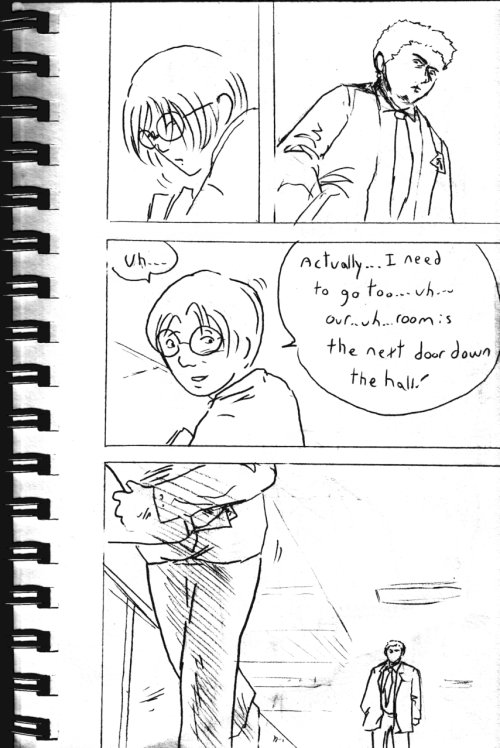 Uh....
Actually... I need
to go too... uh...
our..uh...room is
the next door down
the hall!